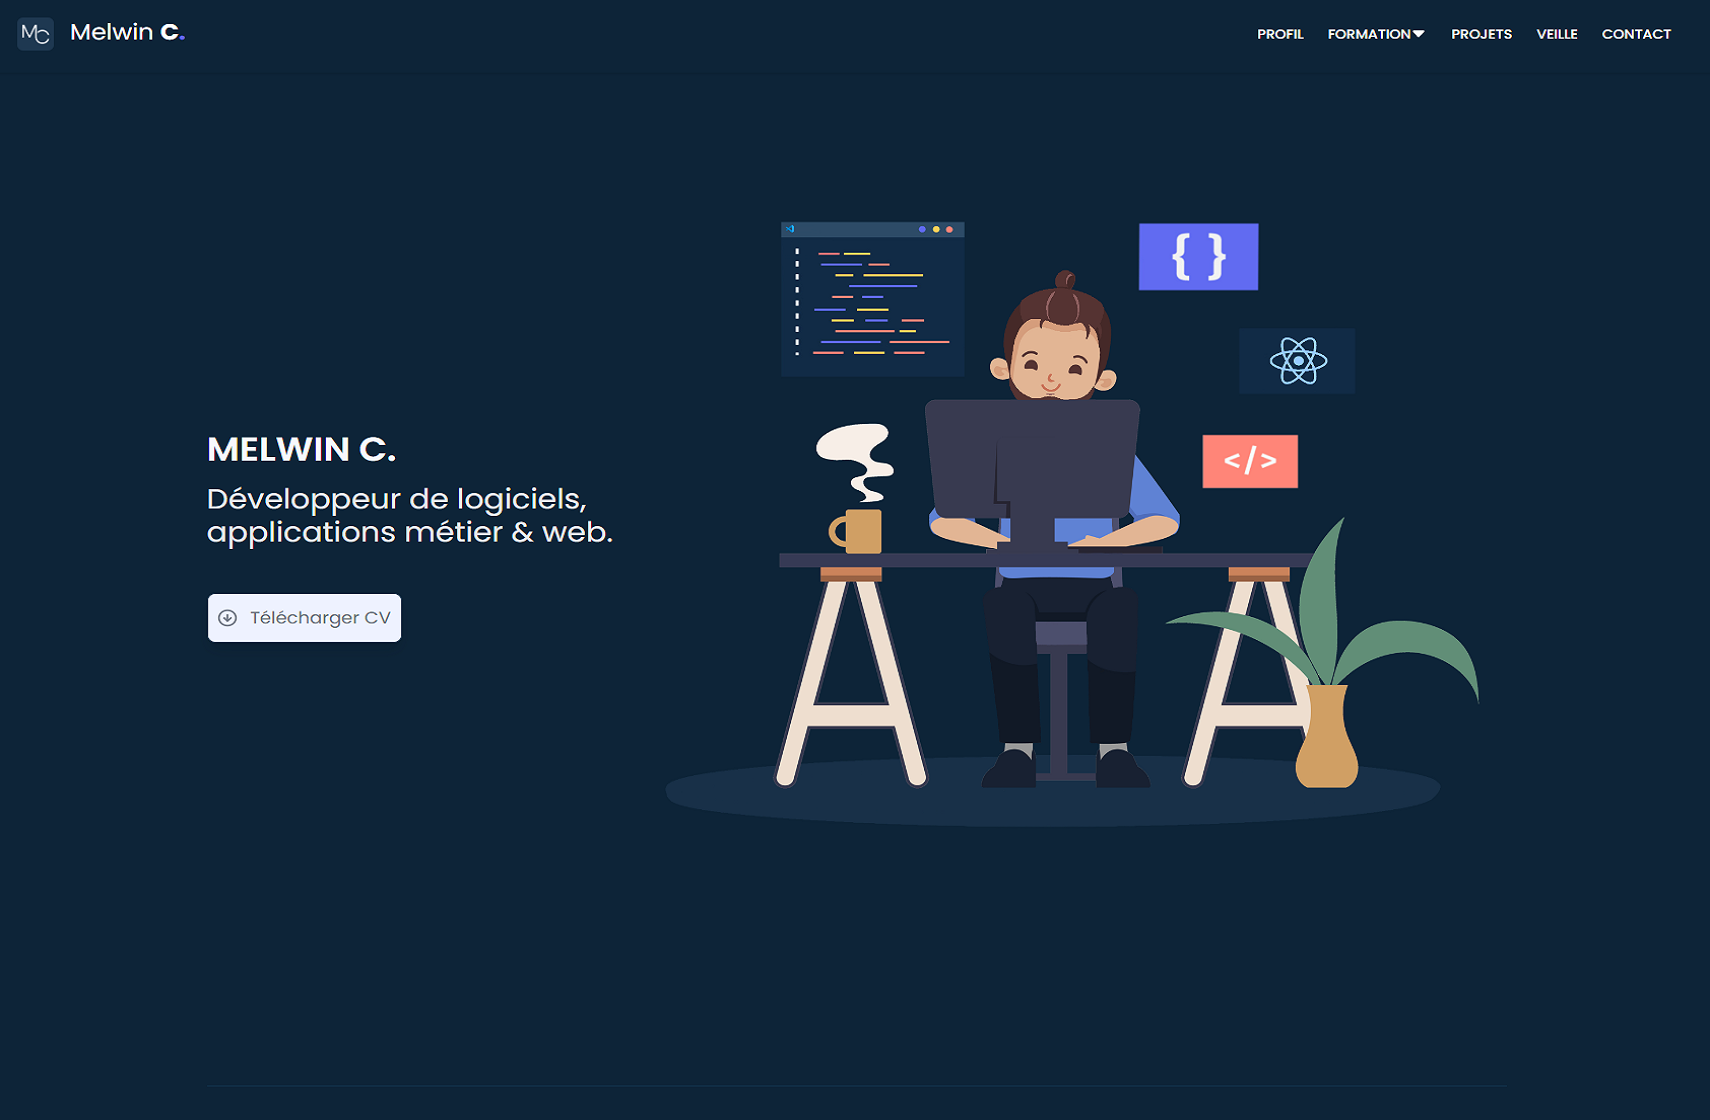 MC
Melwin C.
PROFIL
FORMATION
PROJETS
VEILLE
CONTACT
{ }
</>
MELWIN C.
Développeur de logiciels,
applications métier & web.
Télécharger CV